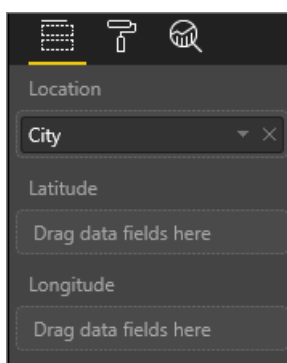 Location
City
Latitude
Drag data fields here
Longitude
Drag data fields here